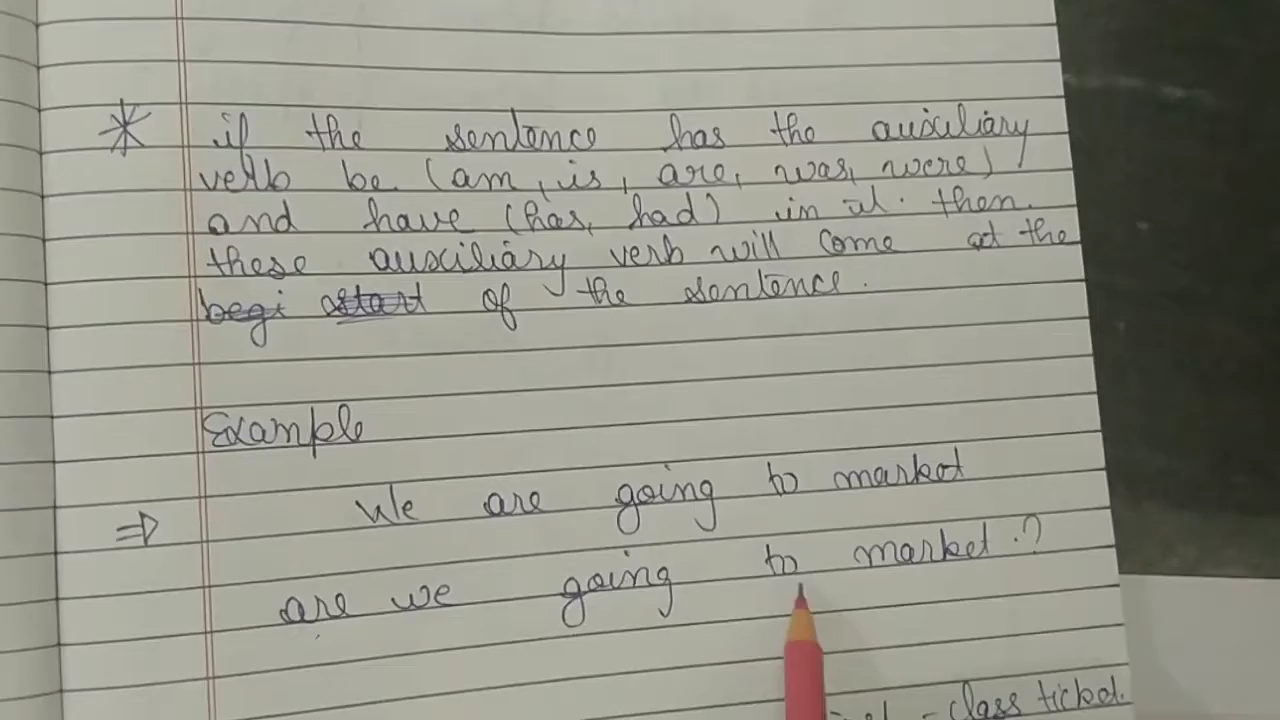 * if the sentence has the auxiliary
verb be (am, is, are, was, were)
and have (has, had) in it. then.
these auxiliary verb will come at the
begi start of the sentence.
Example
⇒ We are going to market
are we going to market.?
- class ticket.